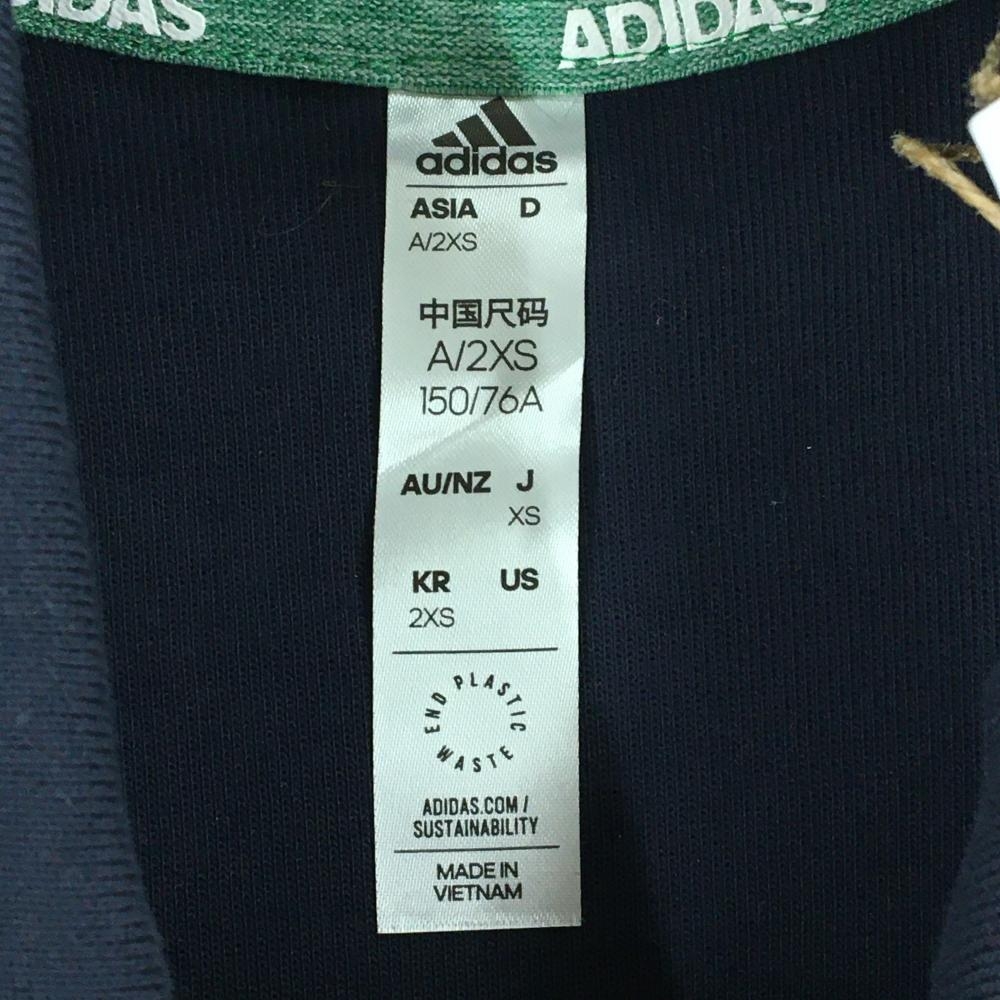 ADIDAS
ADIDAS
adidas
ASIA D
A/2XS
中国尺码
A/2XS
150/76A
AU/NZ J
XS
KR US
2XS
END PLASTIC WASTE
ADIDAS.COM/
SUSTAINABILITY
MADE IN
VIETNAM